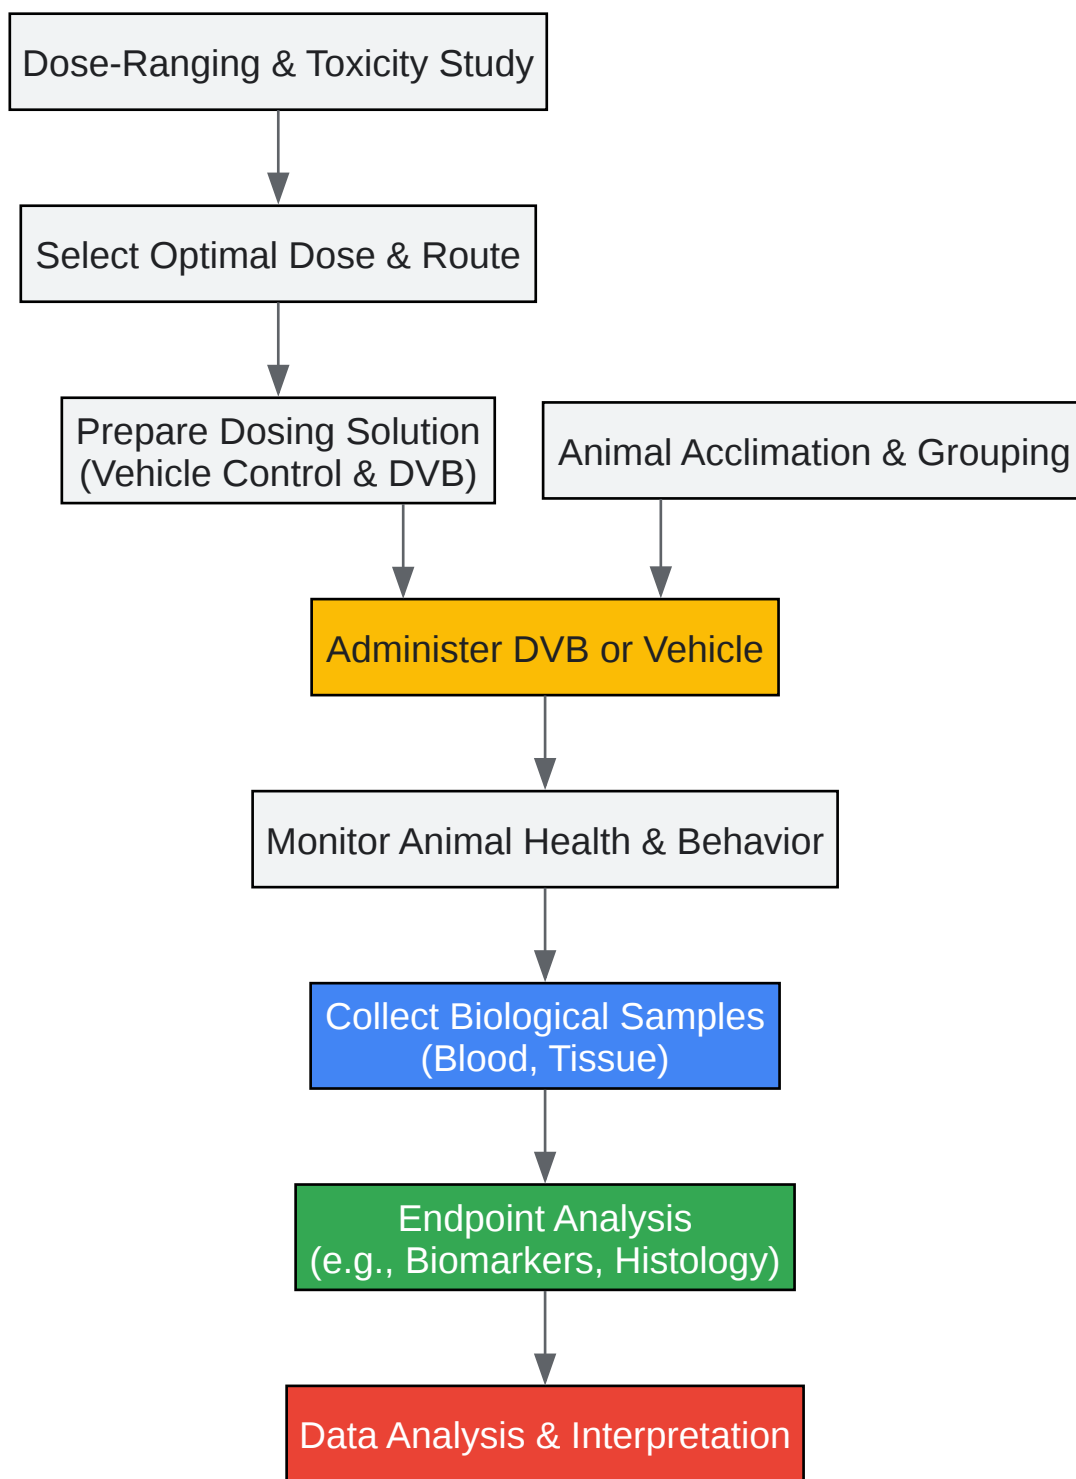 Dose-Ranging & Toxicity Study
Select Optimal Dose & Route
Prepare Dosing Solution
(Vehicle Control & DVB)
Animal Acclimation & Grouping
Administer DVB or Vehicle
Monitor Animal Health & Behavior
Collect Biological Samples
(Blood, Tissue)
Endpoint Analysis
(e.g., Biomarkers, Histology)
Data Analysis & Interpretation